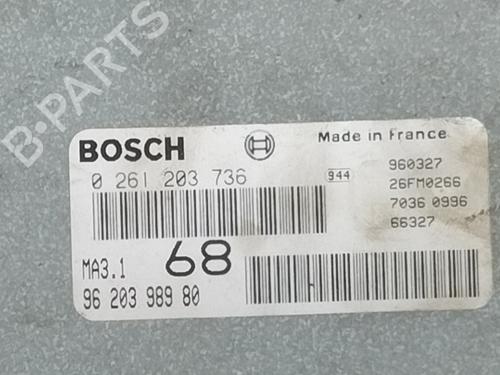 B-PARTS
BOSCH
Made in France
0 261 203 736
944
960327
26FM0266
7036 0996
66327
MA3.1
68
96 203 989 80